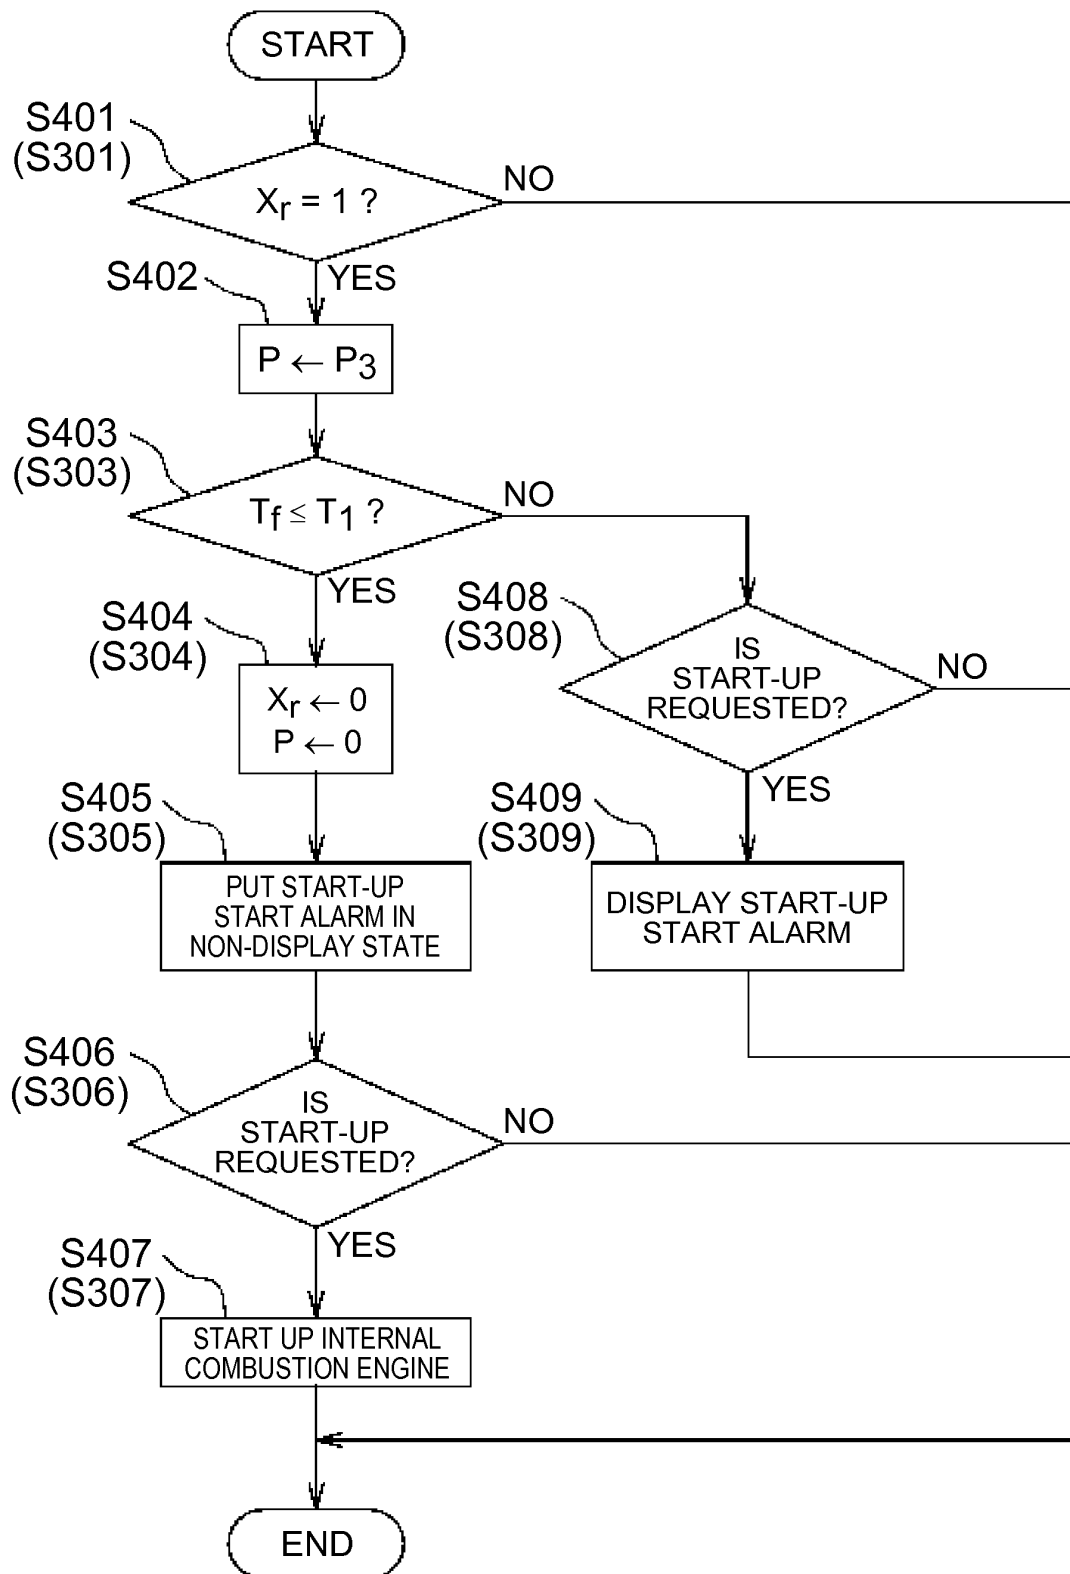 START
S401
(S301)
Xr = 1 ?
NO
YES
S402
P ← P3
S403
(S303)
Tf ≦ T1 ?
NO
YES
S404
(S304)
Xr ← 0
P ← 0
S408
(S308)
IS
START-UP
REQUESTED?
NO
YES
S405
(S305)
PUT START-UP
START ALARM IN
NON-DISPLAY STATE
S409
(S309)
DISPLAY START-UP
START ALARM
S406
(S306)
IS
START-UP
REQUESTED?
NO
YES
S407
(S307)
START UP INTERNAL
COMBUSTION ENGINE
END